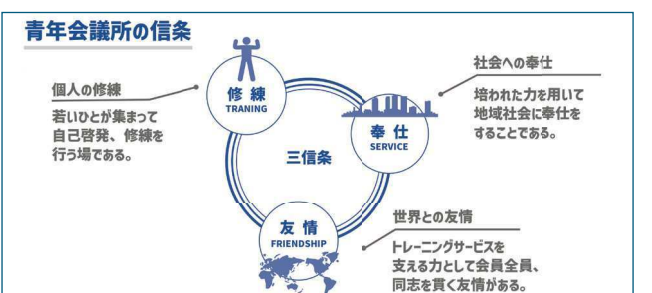 青年会議所の信条
個人の修練
若いひとが集まって
自己啓発、修練を
行う場である。
修練
TRANING
社会への奉仕
培われた力を用いて
地域社会に奉仕を
することである。
奉仕
SERVICE
三信条
友情
FRIENDSHIP
世界との友情
トレーニングサービスを
支える力として会員全員、
同志を貫く友情がある。